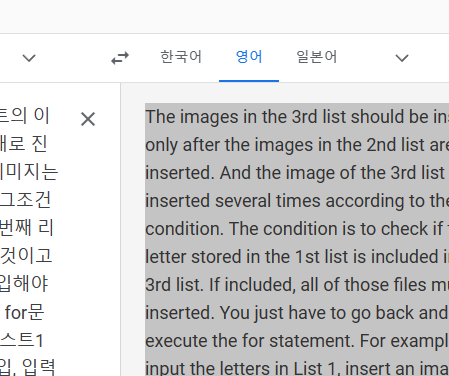 한국어 영어 일본어
트의 이
대로 진
이미지는
그조건
번째 리
것이고
입해야
for문
스트1
입, 입력
The images in the 3rd list should be
only after the images in the 2nd list are
inserted. And the image of the 3rd list
inserted several times according to the
condition. The condition is to check if
letter stored in the 1st list is included
3rd list. If included, all of those files
inserted. You just have to go back and
execute the for statement. For
input the letters in List 1, insert an